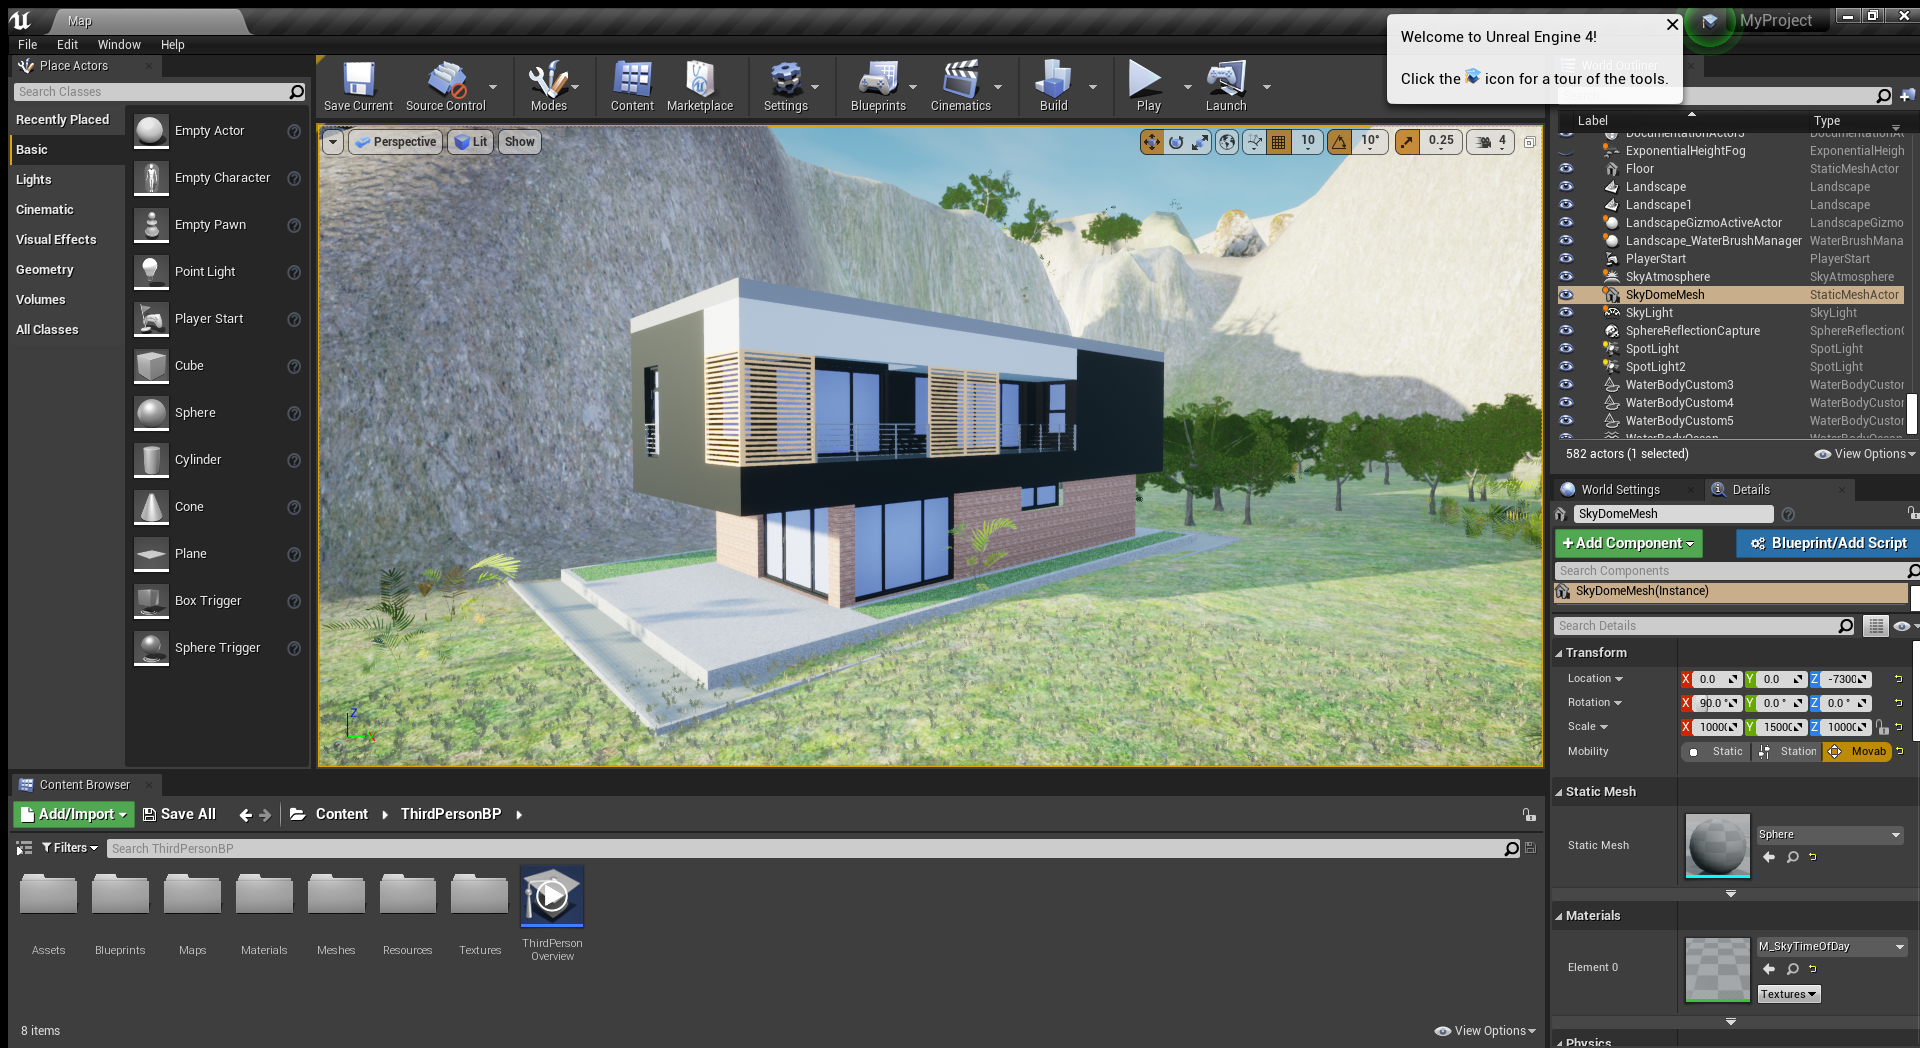 Map
MyProject
File Edit Window Help
Welcome to Unreal Engine 4!
Click the icon for a tour of the tools.
Place Actors
Search Classes
Recently Placed
Basic
Lights
Cinematic
Visual Effects
Geometry
Volumes
All Classes
Empty Actor
Empty Character
Empty Pawn
Point Light
Player Start
Cube
Sphere
Cylinder
Cone
Plane
Box Trigger
Sphere Trigger
Save Current
Source Control
Modes
Content
Marketplace
Settings
Blueprints
Cinematics
Build
Play
Launch
Perspective
Lit
Show
10
10°
0.25
4
Z
Y
World Outliner
Label Type
DocumentationActor3 DocumentationA
ExponentialHeightFog ExponentialHeigh
Floor StaticMeshActor
Landscape Landscape
Landscape1 Landscape
LandscapeGizmoActiveActor LandscapeGizmo
Landscape_WaterBrushManager WaterBrushMana
PlayerStart PlayerStart
SkyAtmosphere SkyAtmosphere
SkyDomeMesh StaticMeshActor
SkyLight SkyLight
SphereReflectionCapture SphereReflection
SpotLight SpotLight
SpotLight2 SpotLight
WaterBodyCustom3 WaterBodyCustor
WaterBodyCustom4 WaterBodyCustor
WaterBodyCustom5 WaterBodyCustor
WaterBodyOcean WaterBodyOcean
582 actors (1 selected)
View Options
World Settings
Details
SkyDomeMesh
Add Component
Blueprint/Add Script
Search Components
SkyDomeMesh(Instance)
Search Details
Transform
Location X 0.0 Y 0.0 Z -7300
Rotation X 90.0 ° Y 0.0 ° Z 0.0 °
Scale X 1000 Y 1500 Z 1000
Mobility Static Station Movab
Static Mesh
Static Mesh
Sphere
Materials
Element 0
M_SkyTimeOfDay
Textures
Physics
Content Browser
Add/Import
Save All
Content
ThirdPersonBP
Filters
Search ThirdPersonBP
Assets
Blueprints
Maps
Materials
Meshes
Resources
Textures
ThirdPerson
Overview
8 items
View Options